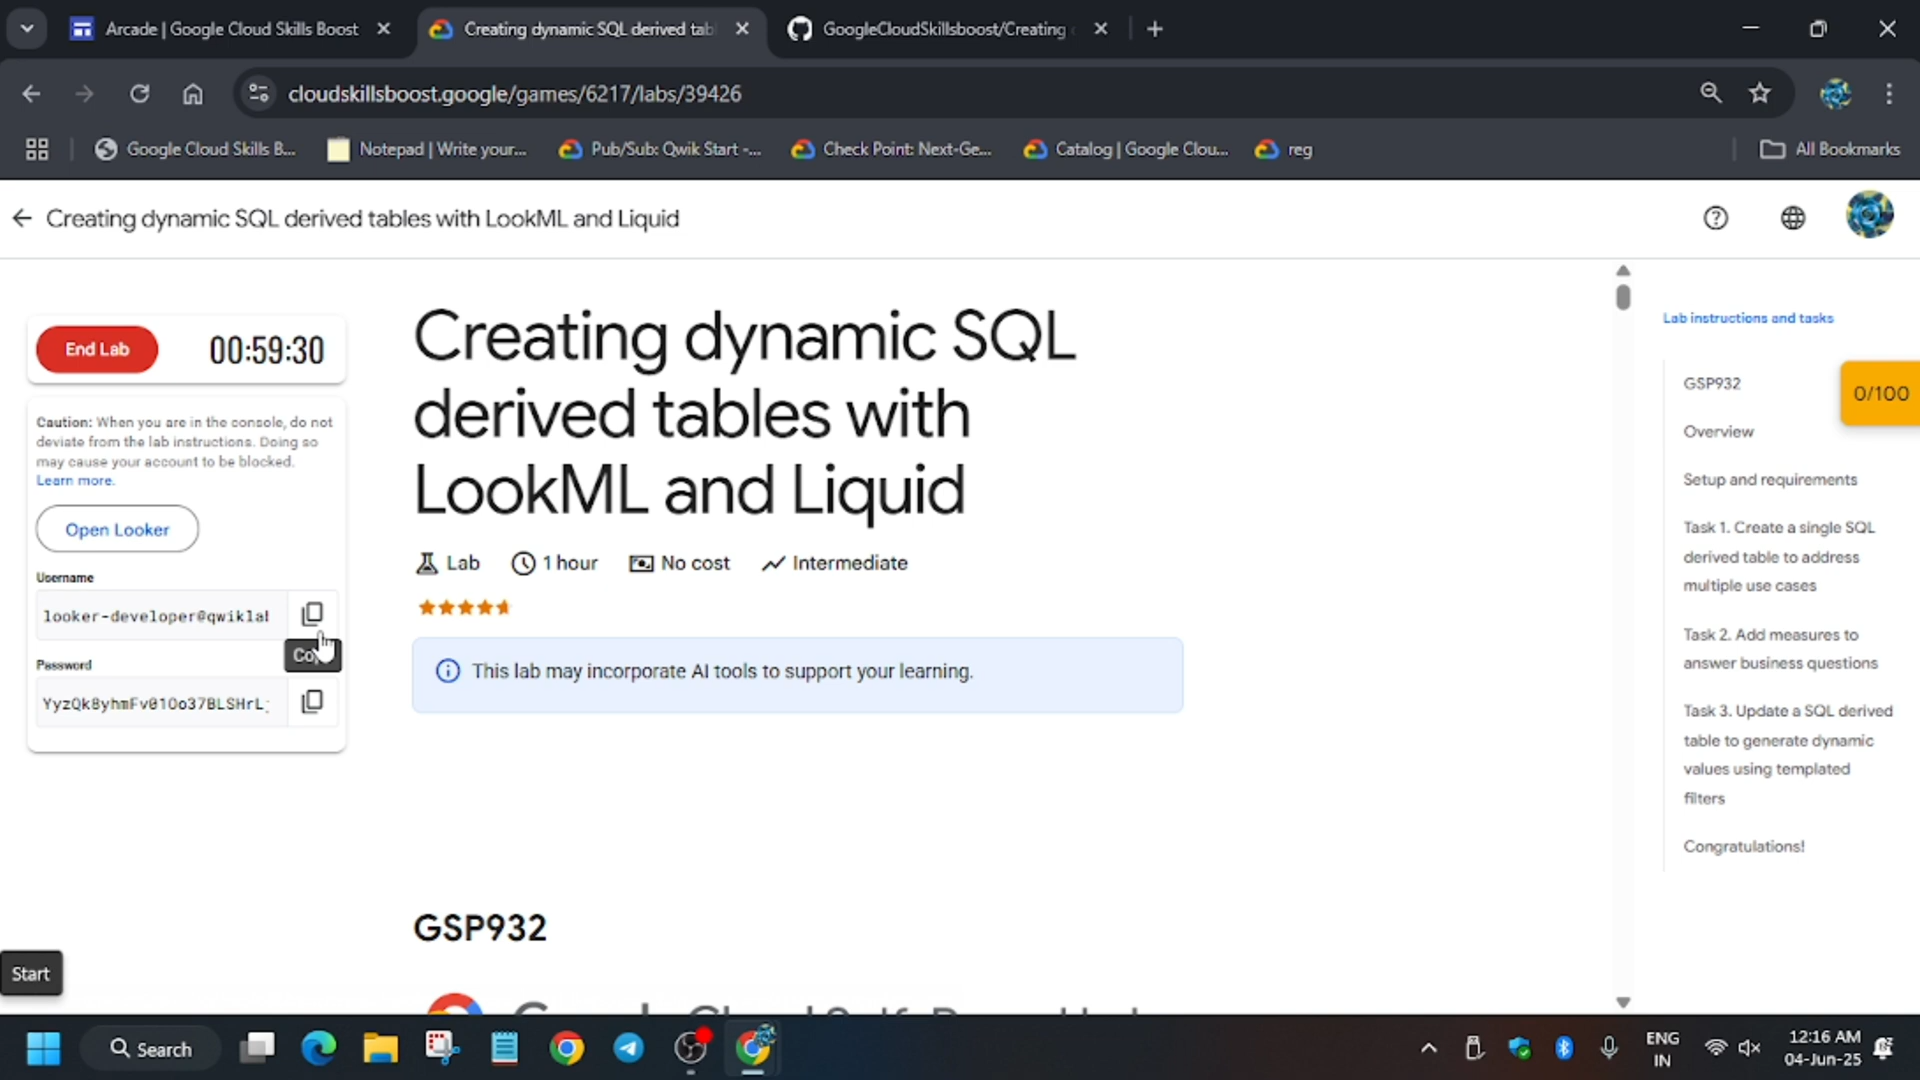 Arcade | Google Cloud Skills Boost
Creating dynamic SQL derived tab
GoogleCloudSkillsboost/Creating
cloudskillsboost.google/games/6217/labs/39426
Google Cloud Skills B...
Notepad | Write your...
Pub/Sub: Qwik Start -...
Check Point: Next-Ge...
Catalog | Google Clou...
reg
All Bookmarks
Creating dynamic SQL derived tables with LookML and Liquid
End Lab
00:59:30
Caution: When you are in the console, do not
deviate from the lab instructions. Doing so
may cause your account to be blocked.
Learn more.
Open Looker
Username
looker-developer@qwiklal
Password
YyzQk8yhmFv01Oo37BLSHrL
Creating dynamic SQL
derived tables with
LookML and Liquid
Lab
1 hour
No cost
Intermediate
This lab may incorporate AI tools to support your learning.
GSP932
Lab instructions and tasks
GSP932
0/100
Overview
Setup and requirements
Task 1. Create a single SQL
derived table to address
multiple use cases
Task 2. Add measures to
answer business questions
Task 3. Update a SQL derived
table to generate dynamic
values using templated
filters
Congratulations!
Start
Search
ENG
IN
12:16 AM
04-Jun-25